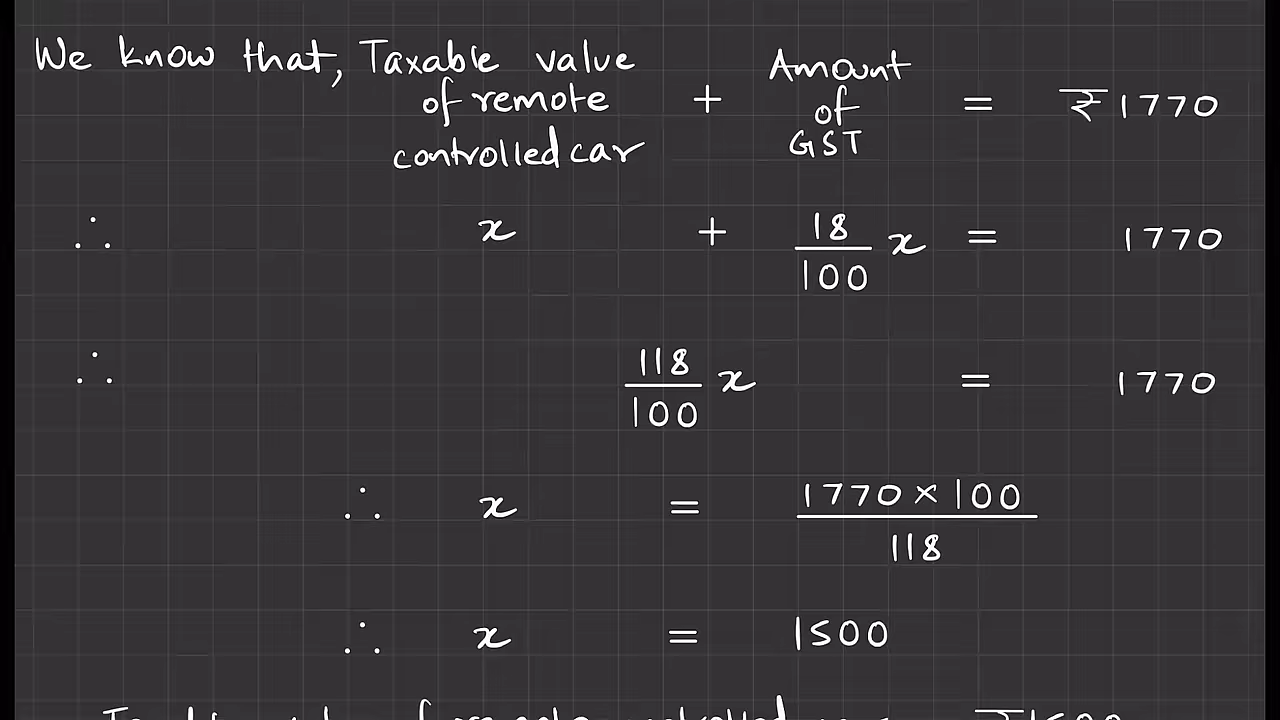 We know that, Taxable value of remote controlled car + Amount of GST = ₹1770
∴ x + 18/100 x = 1770
∴ 118/100 x = 1770
∴ x = 1770 × 100 / 118
∴ x = 1500